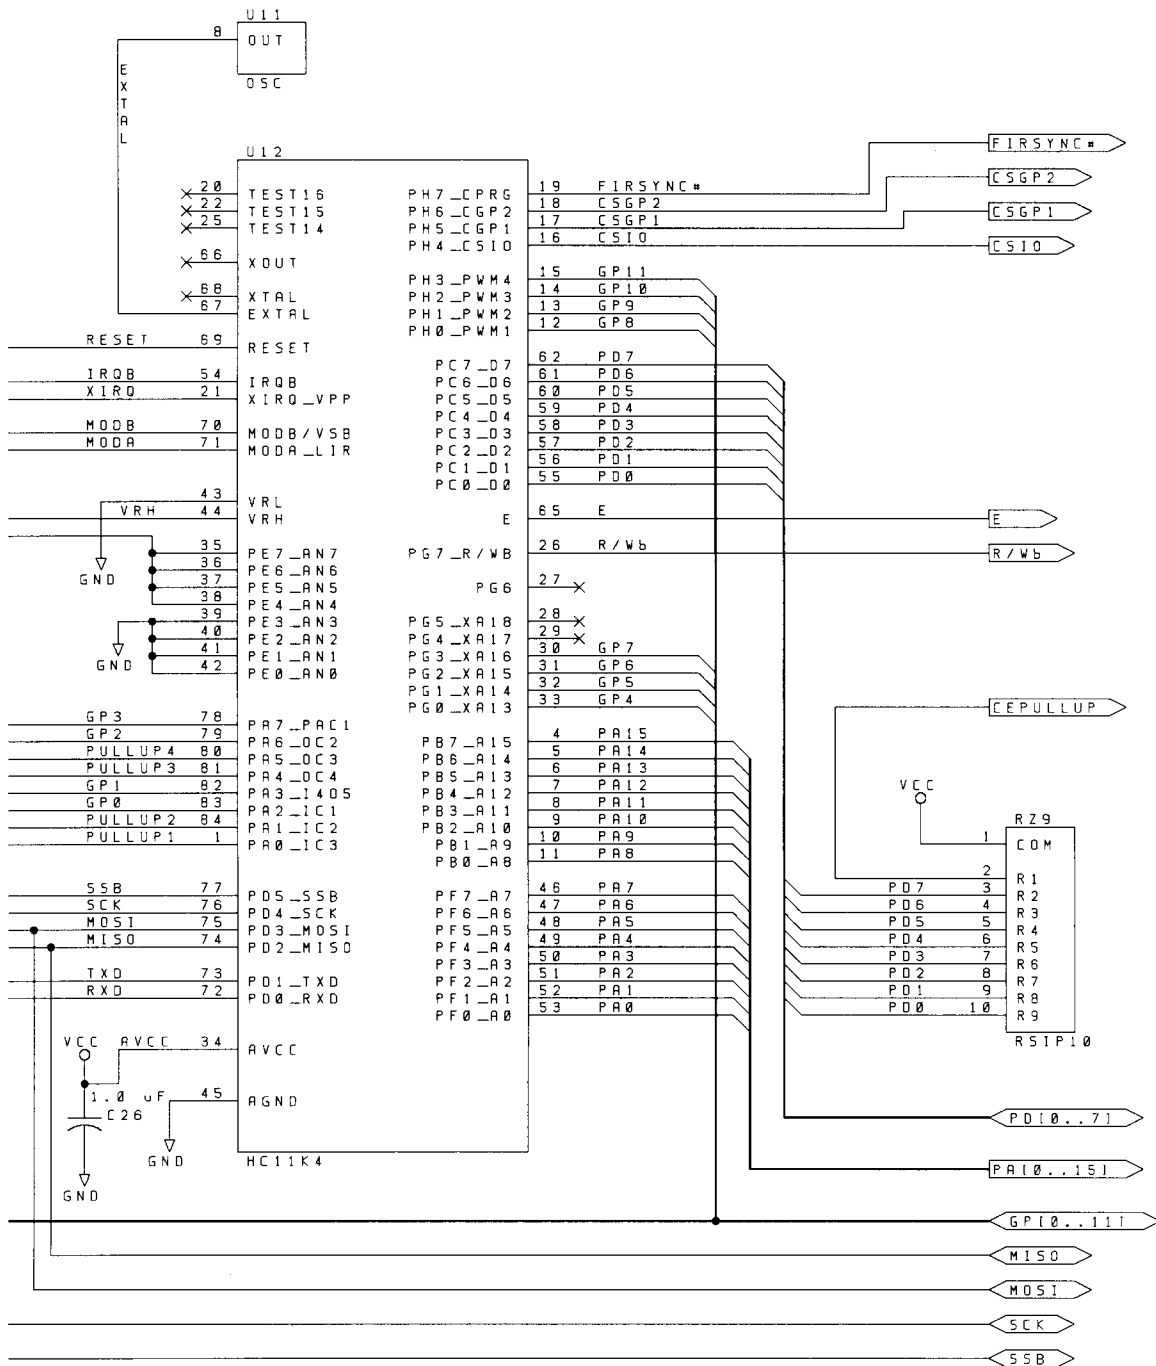 U11
8 OUT
OSC
EXTAL
U12
20 TEST16
22 TEST15
25 TEST14
66 XOUT
68 XTAL
67 EXTAL
RESET 69 RESET
IRQB 54 IRQB
XIRQ 21 XIRQ_VPP
MODB 70 MODB/VSB
MODA 71 MODA_LIR
43 VRL
VRH 44 VRH
GND
35 PE7_AN7
36 PE6_AN6
37 PE5_AN5
38 PE4_AN4
39 PE3_AN3
40 PE2_AN2
41 PE1_AN1
42 PE0_AN0
GND
GP3 78 PA7_PAC1
GP2 79 PA6_OC2
PULLUP4 80 PA5_OC3
PULLUP3 81 PA4_OC4
GP1 82 PA3_I4O5
GP0 83 PA2_IC1
PULLUP2 84 PA1_IC2
PULLUP1 1 PA0_IC3
SSB 77 PD5_SSB
SCK 76 PD4_SCK
MOSI 75 PD3_MOSI
MISO 74 PD2_MISO
TXD 73 PD1_TXD
RXD 72 PD0_RXD
VCC AVCC 34 AVCC
1.0 uF
C26
45 AGND
GND
GND
HC11K4
PH7_CPRG 19 FIRSYNC#
PH6_CGP2 18 CSGP2
PH5_CGP1 17 CSGP1
PH4_CSIO 16 CSIO
PH3_PWM4 15 GP11
PH2_PWM3 14 GP10
PH1_PWM2 13 GP9
PH0_PWM1 12 GP8
PC7_D7 62 PD7
PC6_D6 61 PD6
PC5_D5 60 PD5
PC4_D4 59 PD4
PC3_D3 58 PD3
PC2_D2 57 PD2
PC1_D1 56 PD1
PC0_D0 55 PD0
E 65 E
PG7_R/WB 26 R/Wb
PG6 27
PG5_XA18 28
PG4_XA17 29
PG3_XA16 30 GP7
PG2_XA15 31 GP6
PG1_XA14 32 GP5
PG0_XA13 33 GP4
PB7_A15 4 PA15
PB6_A14 5 PA14
PB5_A13 6 PA13
PB4_A12 7 PA12
PB3_A11 8 PA11
PB2_A10 9 PA10
PB1_A9 10 PA9
PB0_A8 11 PA8
PF7_A7 46 PA7
PF6_A6 47 PA6
PF5_A5 48 PA5
PF4_A4 49 PA4
PF3_A3 50 PA3
PF2_A2 51 PA2
PF1_A1 52 PA1
PF0_A0 53 PA0
FIRSYNC#
CSGP2
CSGP1
CSIO
E
R/Wb
CEPULLUP
VCC
RZ9
1 COM
2 R1
PD7 3 R2
PD6 4 R3
PD5 5 R4
PD4 6 R5
PD3 7 R6
PD2 8 R7
PD1 9 R8
PD0 10 R9
RSIP10
PD[0..7]
PA[0..15]
GP[0..11]
MISO
MOSI
SCK
SSB